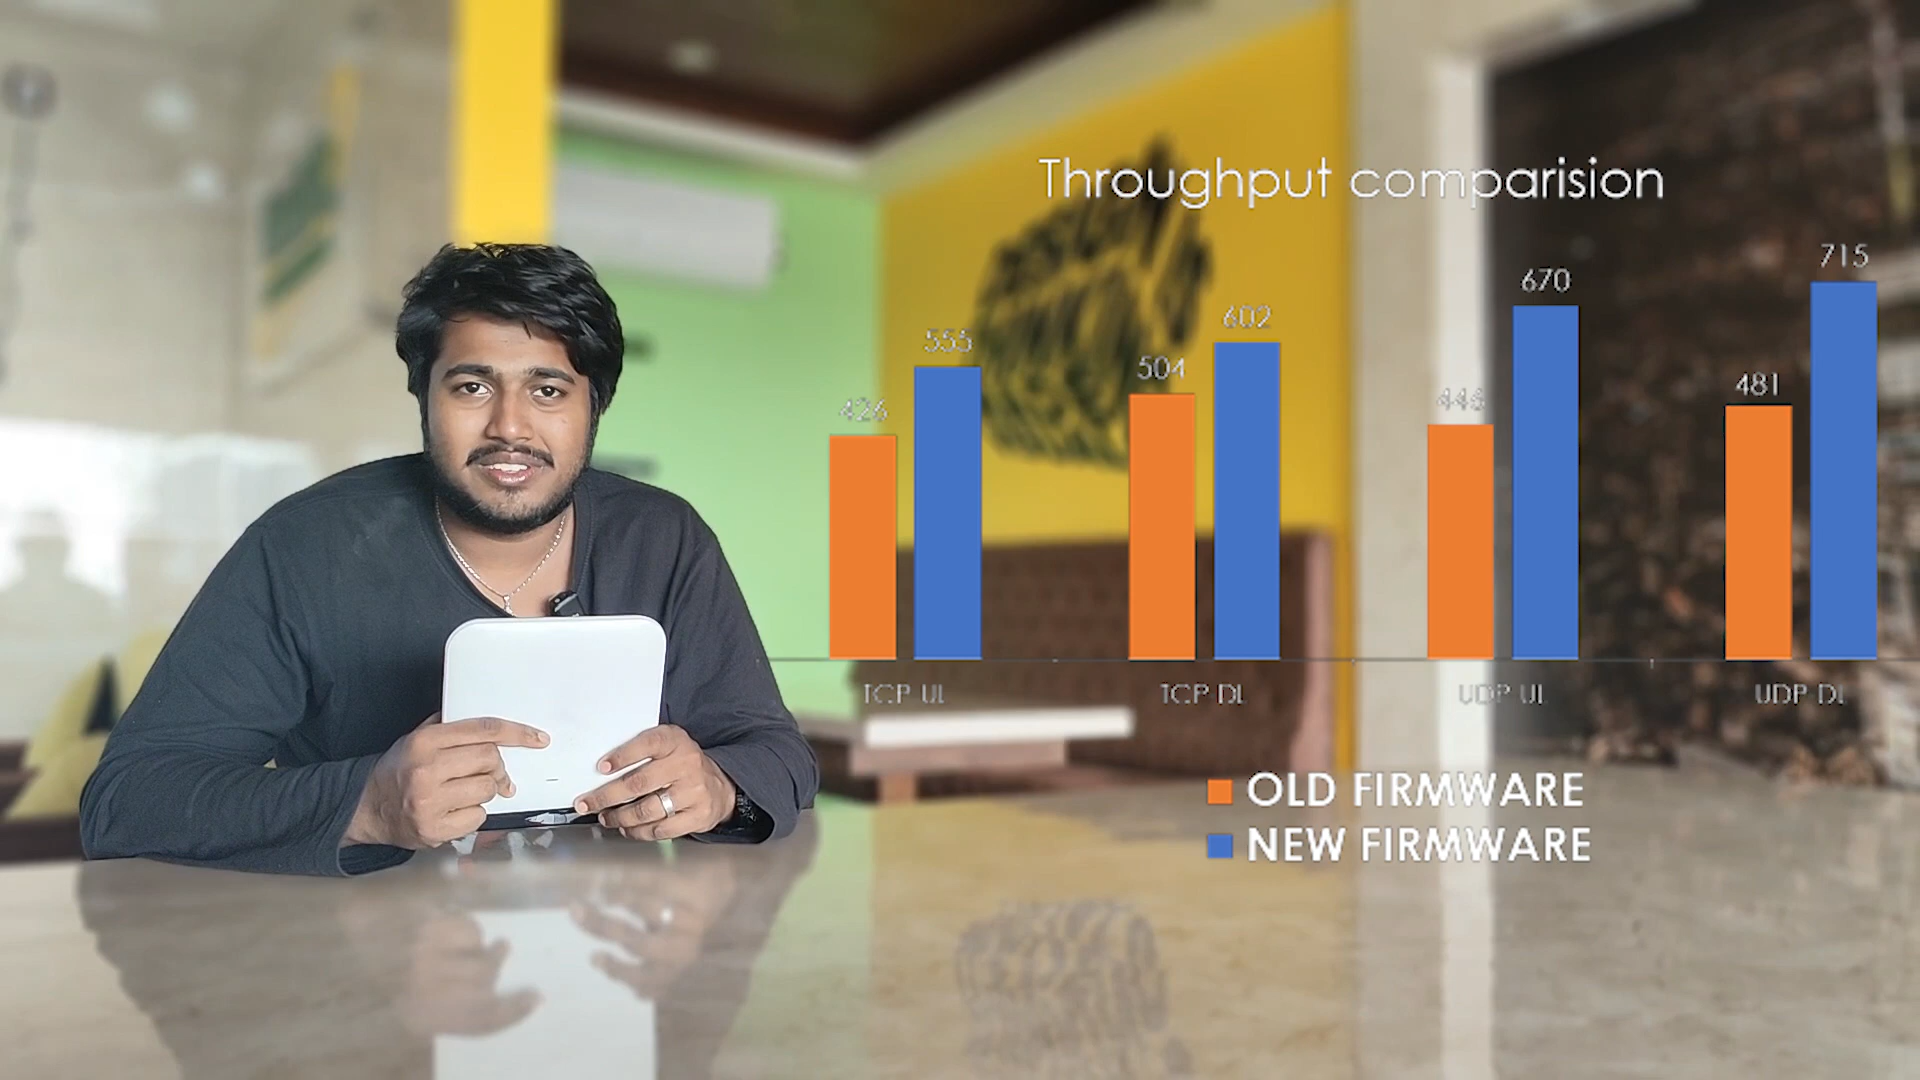 Throughput comparision
426 555 504 602 446 670 481 715
TCP UL TCP DL UDP UL UDP DL
OLD FIRMWARE
NEW FIRMWARE